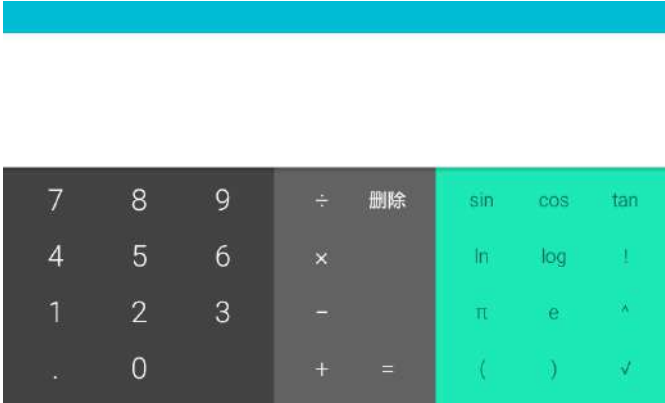 7 8 9 ÷ 删除 sin cos tan
4 5 6 × ln log !
1 2 3 − π e ^
. 0 + = ( ) √